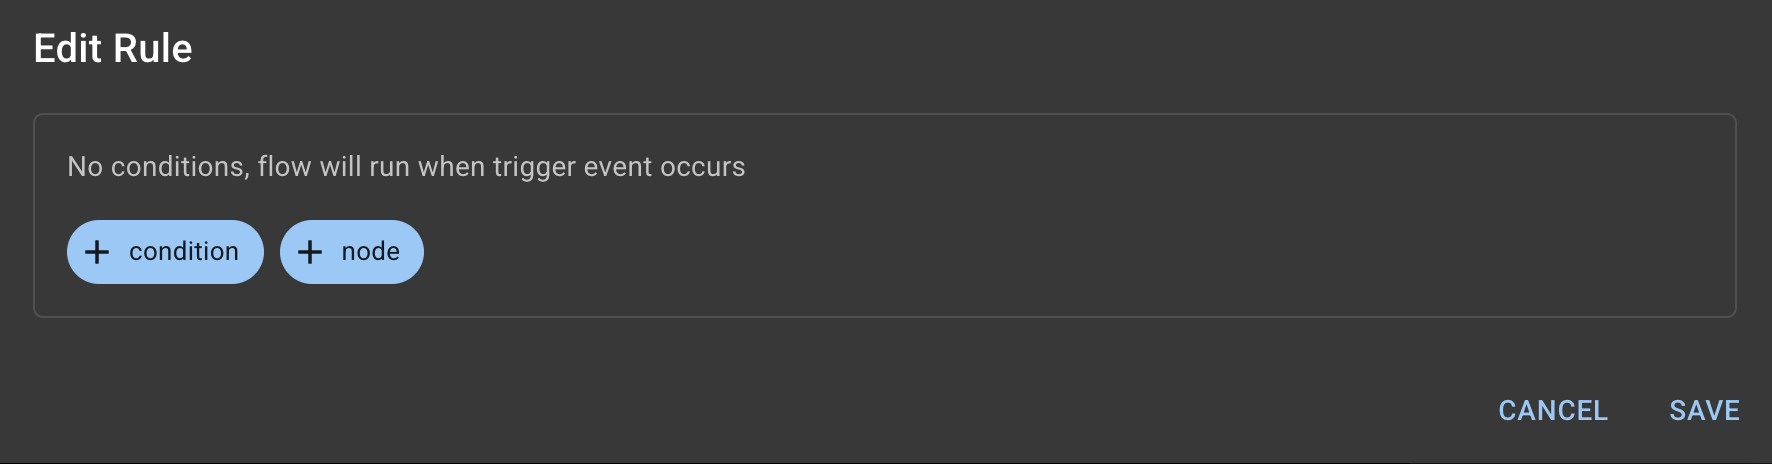 Edit Rule
No conditions, flow will run when trigger event occurs
+ condition + node
CANCEL SAVE